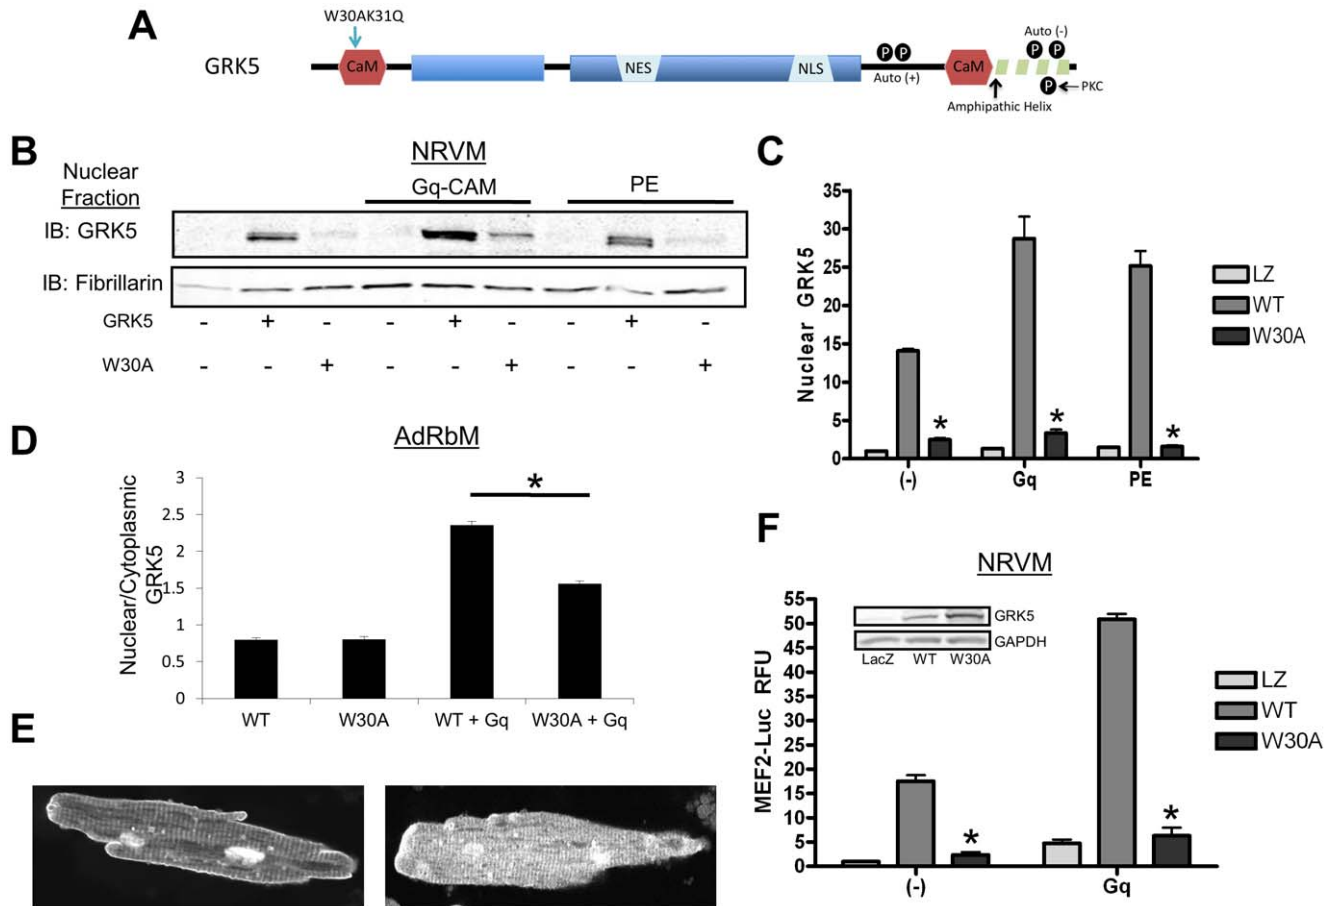 A
W30AK31Q
GRK5
CaM
NES
NLS
P P
Auto (+)
CaM
Auto (-)
P P
P
PKC
Amphipathic Helix
B
NRVM
Nuclear
Fraction
Gq-CAM
PE
IB: GRK5
IB: Fibrillarin
GRK5 - + - - + - - + -
W30A - - + - - + - - +
C
Nuclear GRK5
35
30
25
20
15
10
5
0
* * *
(-) Gq PE
LZ
WT
W30A
D
AdRbM
Nuclear/Cytoplasmic
GRK5
3
2.5
2
1.5
1
0.5
0
*
WT W30A WT + Gq W30A + Gq
E
F
NRVM
MEF2-Luc RFU
55
50
45
40
35
30
25
20
15
10
5
0
GRK5
GAPDH
LacZ WT W30A
* *
(-) Gq
LZ
WT
W30A